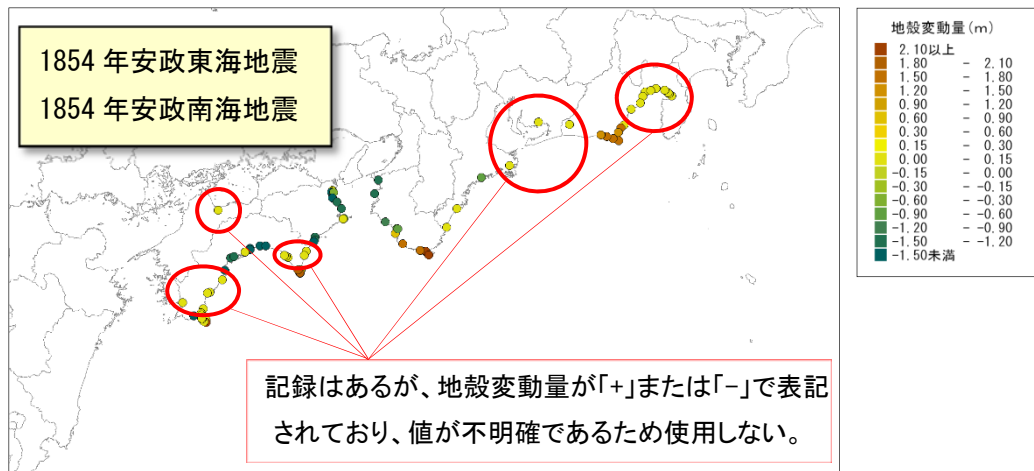 1854 年安政東海地震
1854 年安政南海地震
記録はあるが、地殻変動量が「+」または「-」で表記
されており、値が不明確であるため使用しない。
地殻変動量(m)
2.10以上
1.80 - 2.10
1.50 - 1.80
1.20 - 1.50
0.90 - 1.20
0.60 - 0.90
0.30 - 0.60
0.15 - 0.30
0.00 - 0.15
-0.15 - 0.00
-0.30 - -0.15
-0.60 - -0.30
-0.90 - -0.60
-1.20 - -0.90
-1.50 - -1.20
-1.50未満